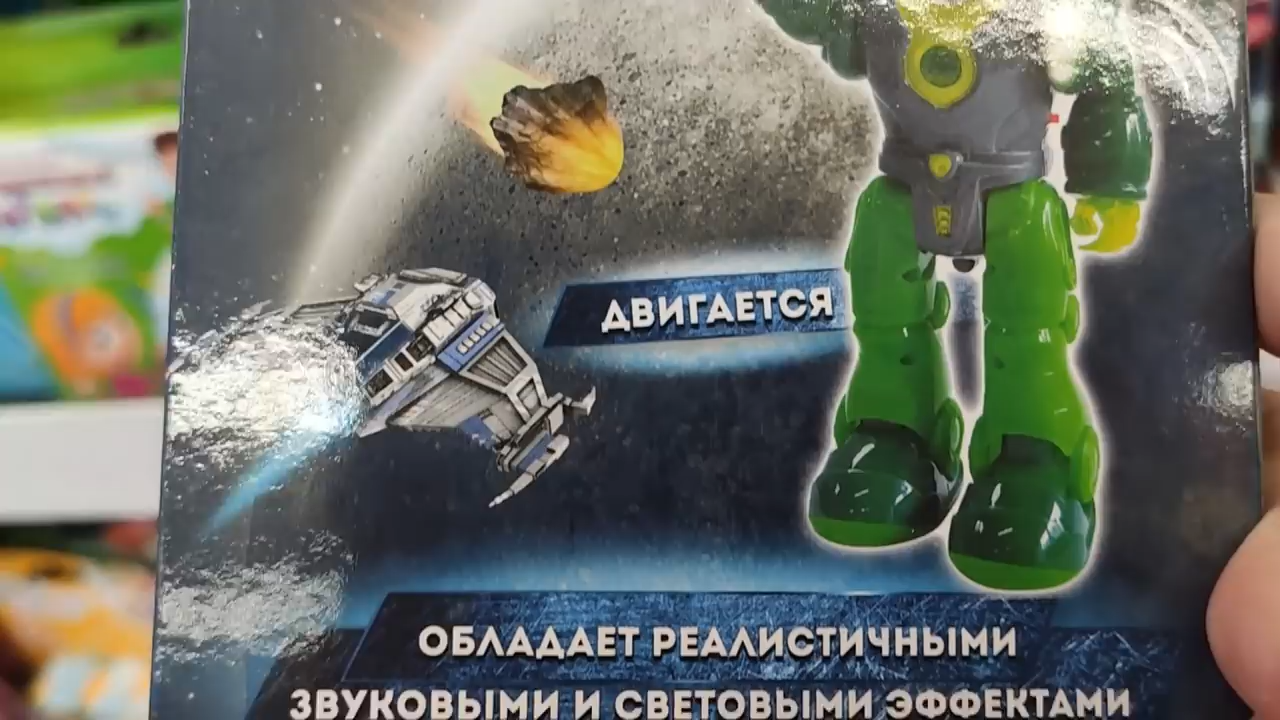 ДВИГАЕТСЯ
ОБЛАДАЕТ РЕАЛИСТИЧНЫМИ
ЗВУКОВЫМИ И СВЕТОВЫМИ ЭФФЕКТАМИ